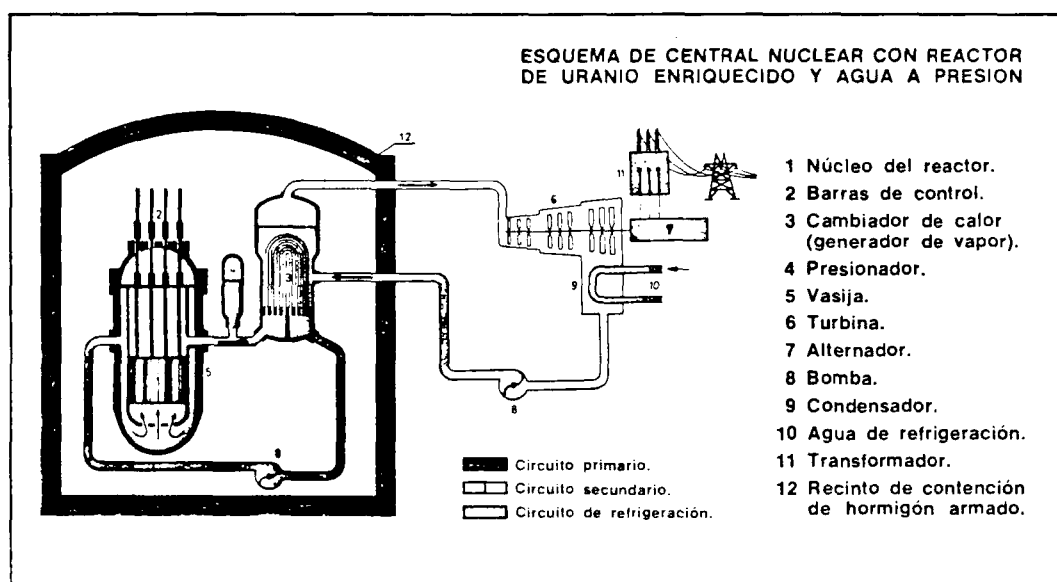 ESQUEMA DE CENTRAL NUCLEAR CON REACTOR
DE URANIO ENRIQUECIDO Y AGUA A PRESION
12
11
6
7
2
3
9
10
5
8
1 Núcleo del reactor.
2 Barras de control.
3 Cambiador de calor
(generador de vapor).
4 Presionador.
5 Vasija.
6 Turbina.
7 Alternador.
8 Bomba.
9 Condensador.
10 Agua de refrigeración.
11 Transformador.
12 Recinto de contención
de hormigón armado.
Circuito primario.
Circuito secundario.
Circuito de refrigeración.